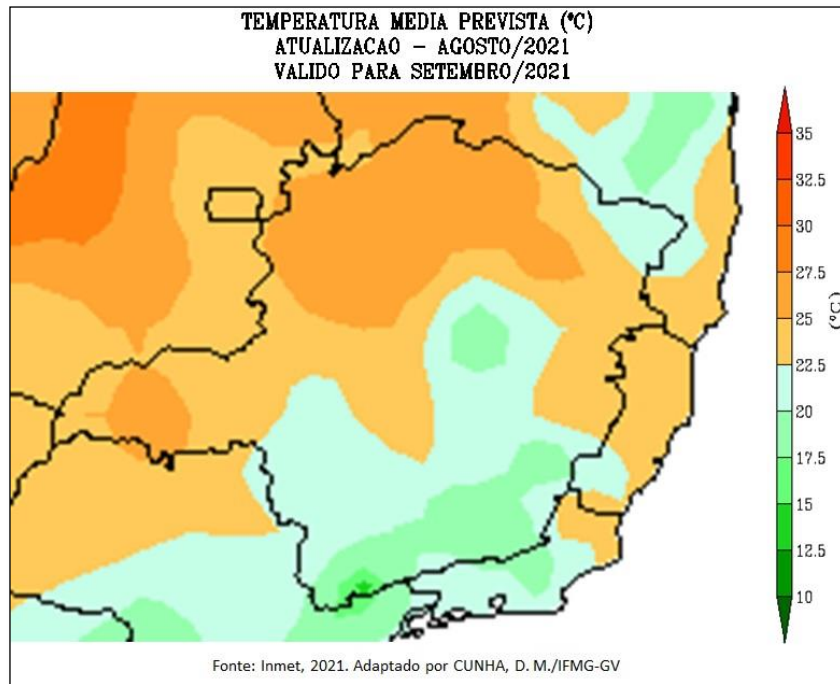 TEMPERATURA MEDIA PREVISTA (°C)
ATUALIZACAO – AGOSTO/2021
VALIDO PARA SETEMBRO/2021
35
32.5
30
27.5
25
22.5
20
17.5
15
12.5
10
(°C)
Fonte: Inmet, 2021. Adaptado por CUNHA, D. M./IFMG-GV